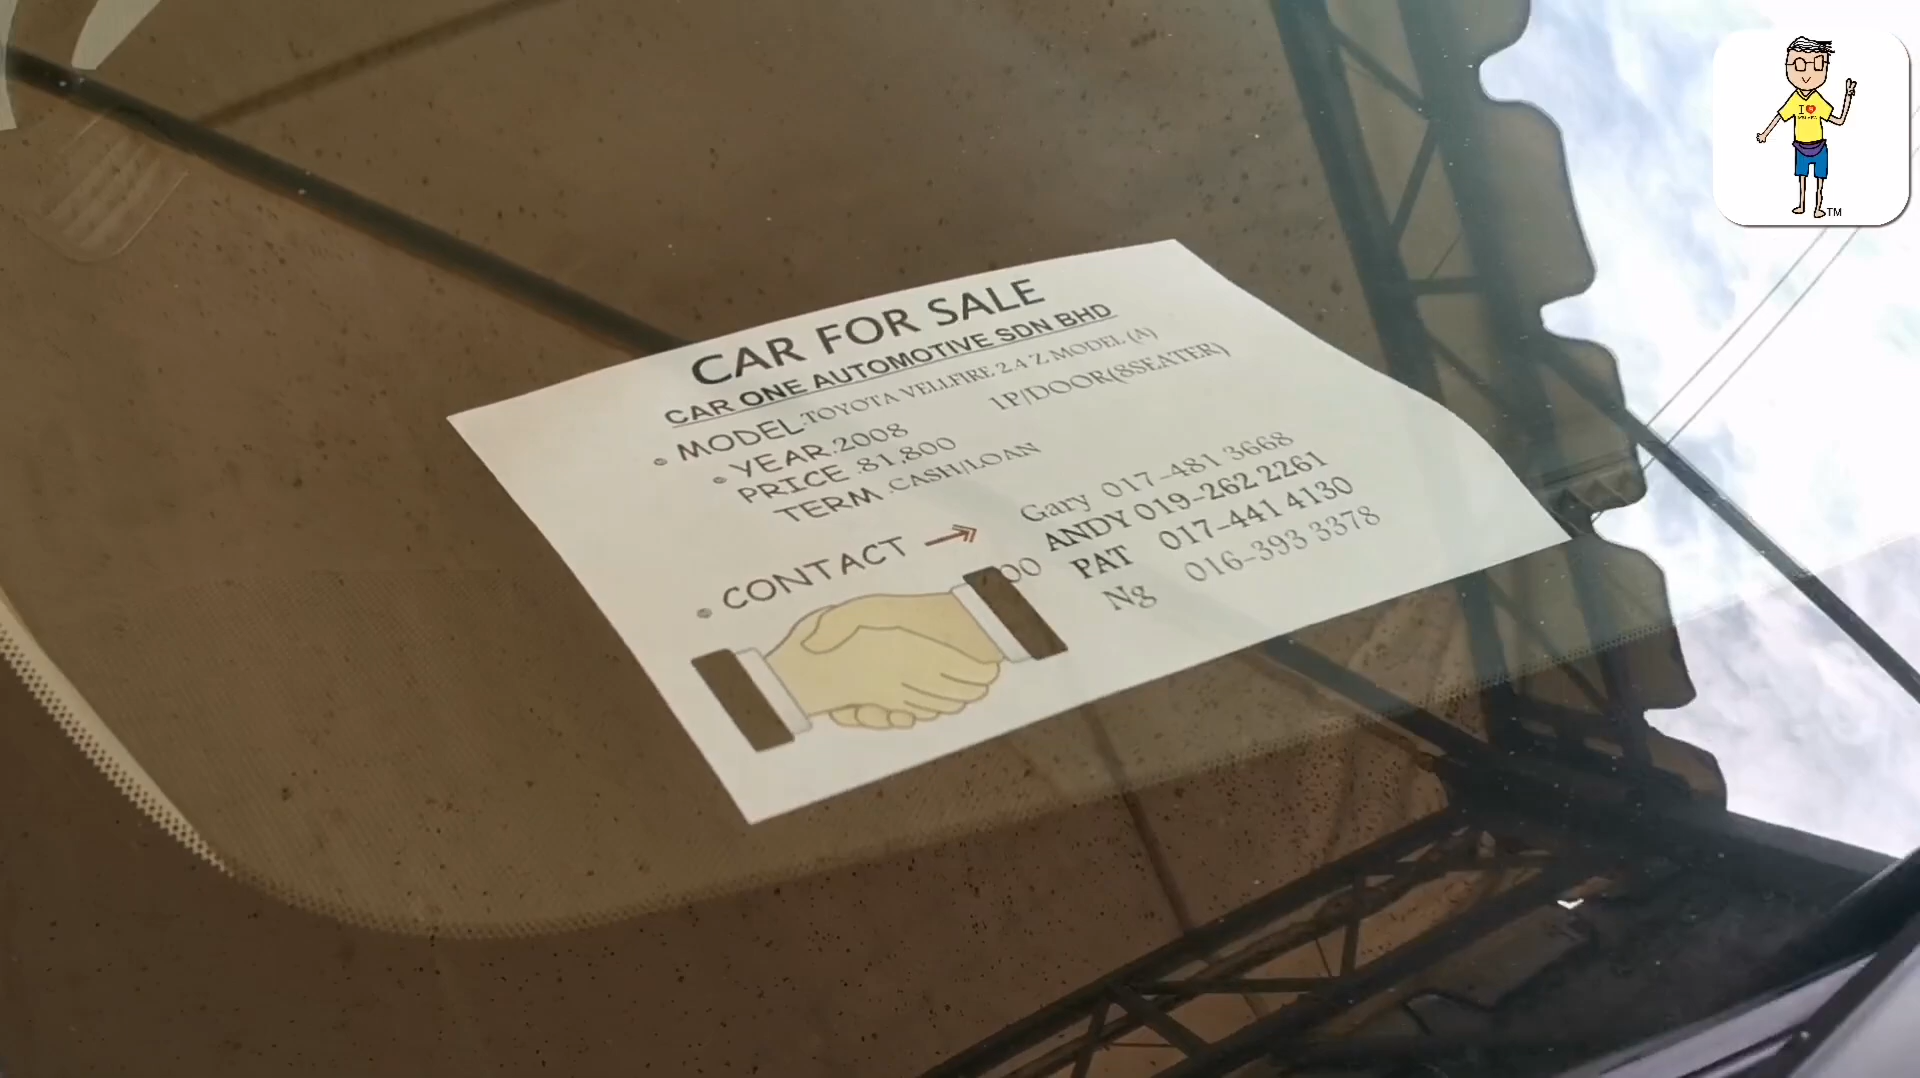 CAR FOR SALE
CAR ONE AUTOMOTIVE SDN BHD
• MODEL:TOYOTA VELLFIRE 2.4 Z MODEL (A)
1P/DOOR(8SEATER)
• YEAR:2008
PRICE :81,800
TERM :CASH/LOAN
• CONTACT
Gary 017-481 3668
ANDY 019-262 2261
PAT 017-441 4130
Ng 016-393 3378
I ♥
TM